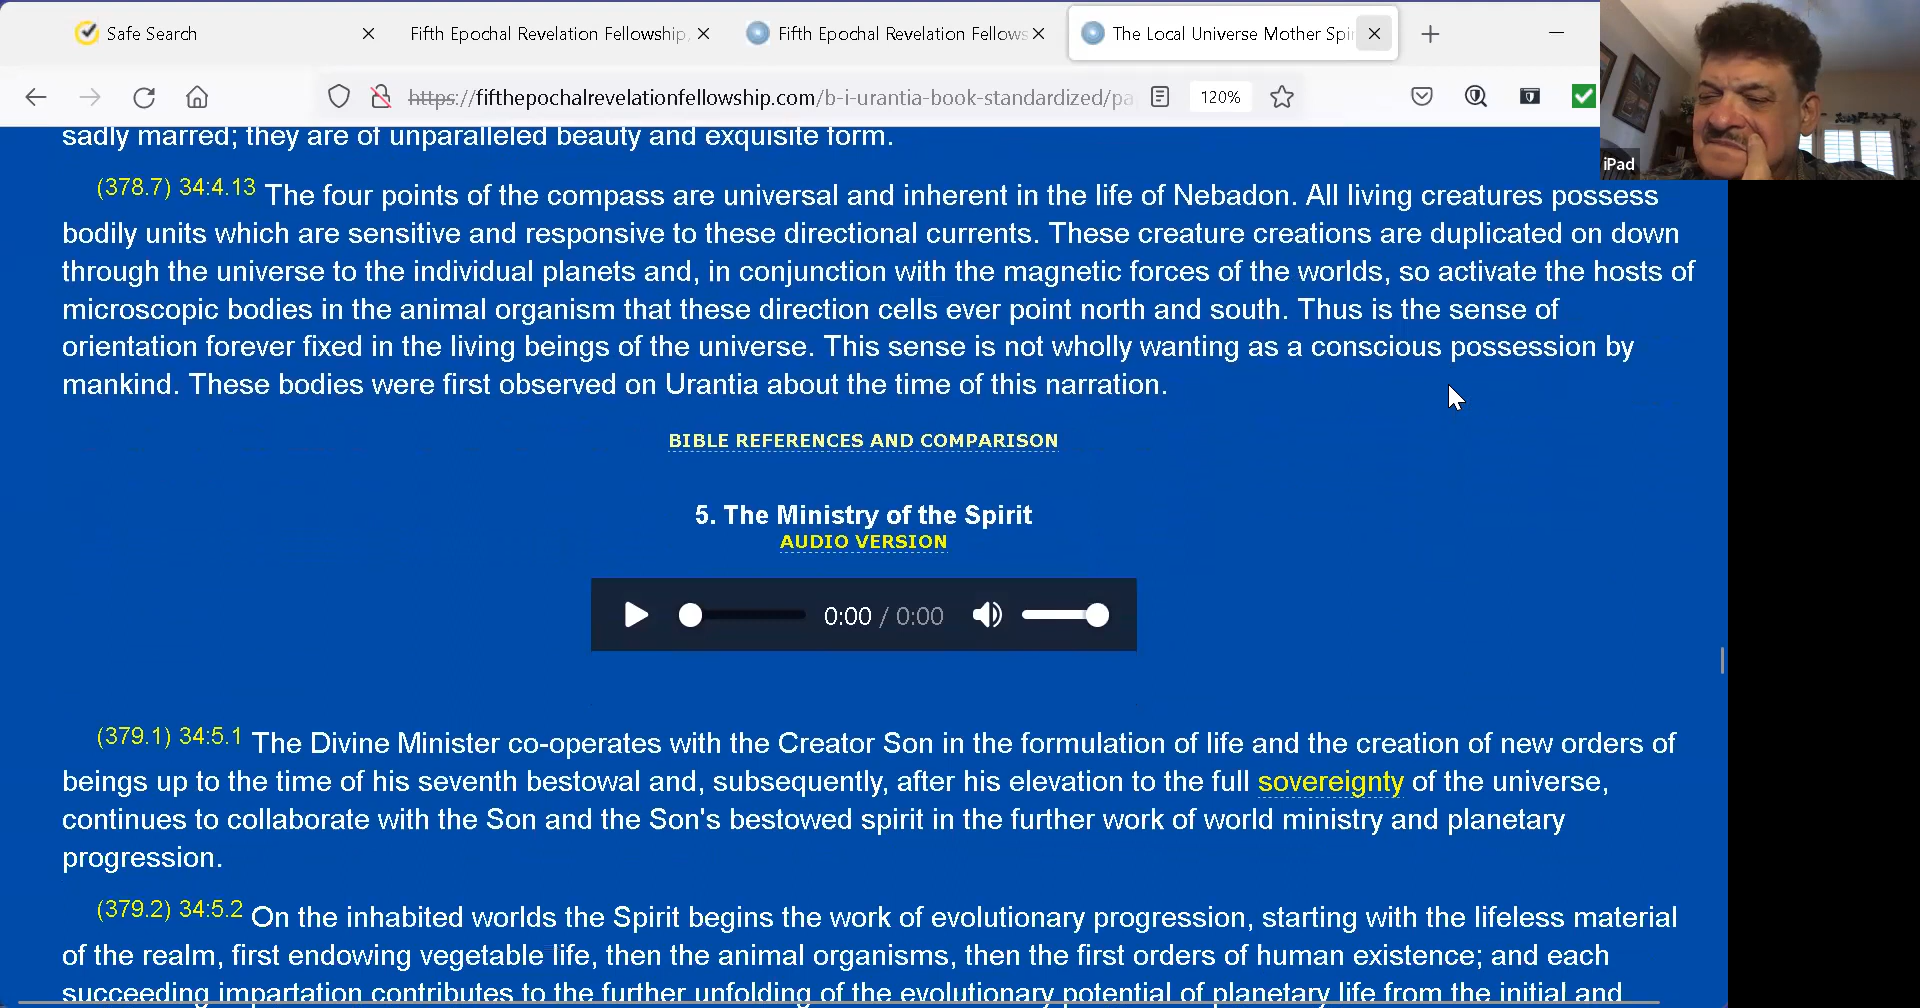 Safe Search
Fifth Epochal Revelation Fellowship,
Fifth Epochal Revelation Fellows
The Local Universe Mother Spir
https://fifthepochalrevelationfellowship.com/b-i-urantia-book-standardized/pa
120%
iPad
sadly marred; they are of unparalleled beauty and exquisite form.
(378.7) 34:4.13 The four points of the compass are universal and inherent in the life of Nebadon. All living creatures possess
bodily units which are sensitive and responsive to these directional currents. These creature creations are duplicated on down
through the universe to the individual planets and, in conjunction with the magnetic forces of the worlds, so activate the hosts of
microscopic bodies in the animal organism that these direction cells ever point north and south. Thus is the sense of
orientation forever fixed in the living beings of the universe. This sense is not wholly wanting as a conscious possession by
mankind. These bodies were first observed on Urantia about the time of this narration.
BIBLE REFERENCES AND COMPARISON
5. The Ministry of the Spirit
AUDIO VERSION
0:00 / 0:00
(379.1) 34:5.1 The Divine Minister co-operates with the Creator Son in the formulation of life and the creation of new orders of
beings up to the time of his seventh bestowal and, subsequently, after his elevation to the full sovereignty of the universe,
continues to collaborate with the Son and the Son's bestowed spirit in the further work of world ministry and planetary
progression.
(379.2) 34:5.2 On the inhabited worlds the Spirit begins the work of evolutionary progression, starting with the lifeless material
of the realm, first endowing vegetable life, then the animal organisms, then the first orders of human existence; and each
succeeding impartation contributes to the further unfolding of the evolutionary potential of planetary life from the initial and